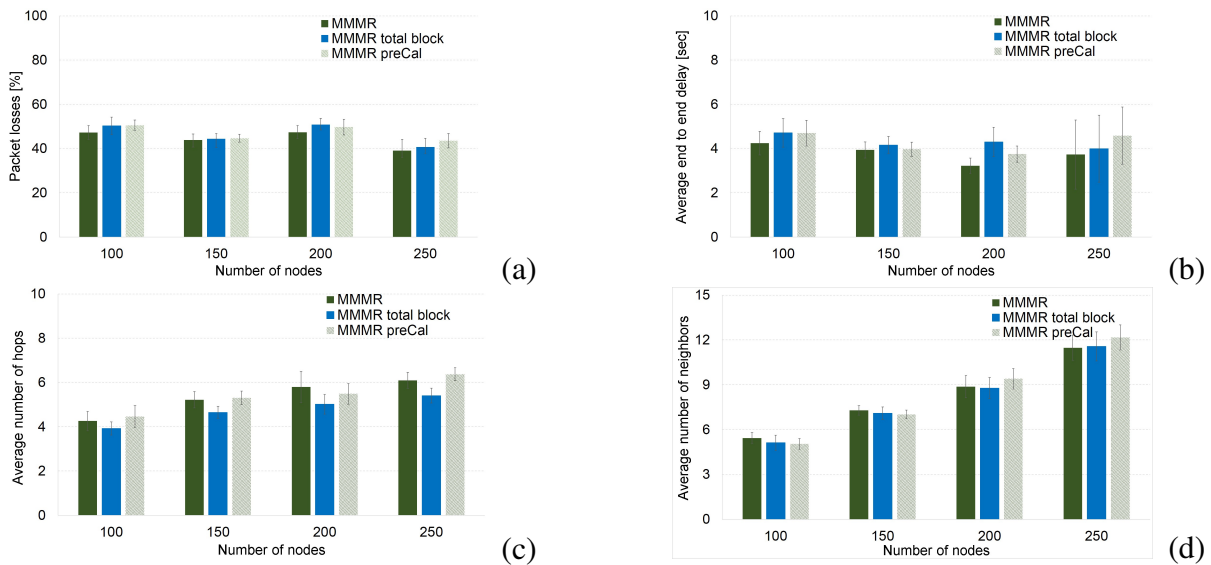 100
80
60
40
20
0
Packet losses [%]
MMMR
MMMR total block
MMMR preCal
100 150 200 250
Number of nodes
(a)
10
8
6
4
2
0
Average end to end delay [sec]
MMMR
MMMR total block
MMMR preCal
100 150 200 250
Number of nodes
(b)
10
8
6
4
2
0
Average number of hops
MMMR
MMMR total block
MMMR preCal
100 150 200 250
Number of nodes
(c)
15
12
9
6
3
0
Average number of neighbors
MMMR
MMMR total block
MMMR preCal
100 150 200 250
Number of nodes
(d)